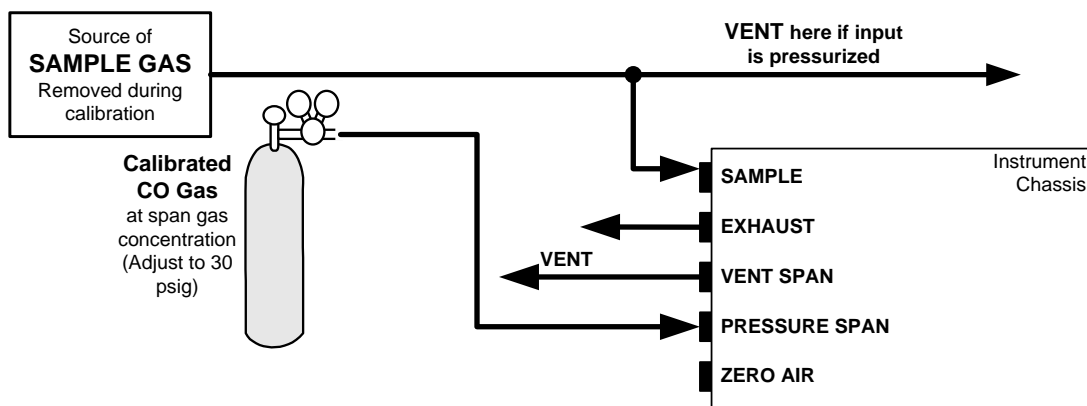 Source of
SAMPLE GAS
Removed during
calibration
VENT here if input
is pressurized
Calibrated
CO Gas
at span gas
concentration
(Adjust to 30
psig)
VENT
Instrument
Chassis
SAMPLE
EXHAUST
VENT SPAN
PRESSURE SPAN
ZERO AIR